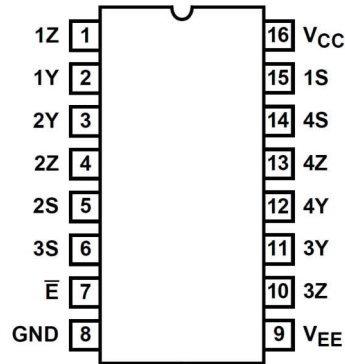 1Z 1 16 VCC
1Y 2 15 1S
2Y 3 14 4S
2Z 4 13 4Z
2S 5 12 4Y
3S 6 11 3Y
E̅ 7 10 3Z
GND 8 9 VEE